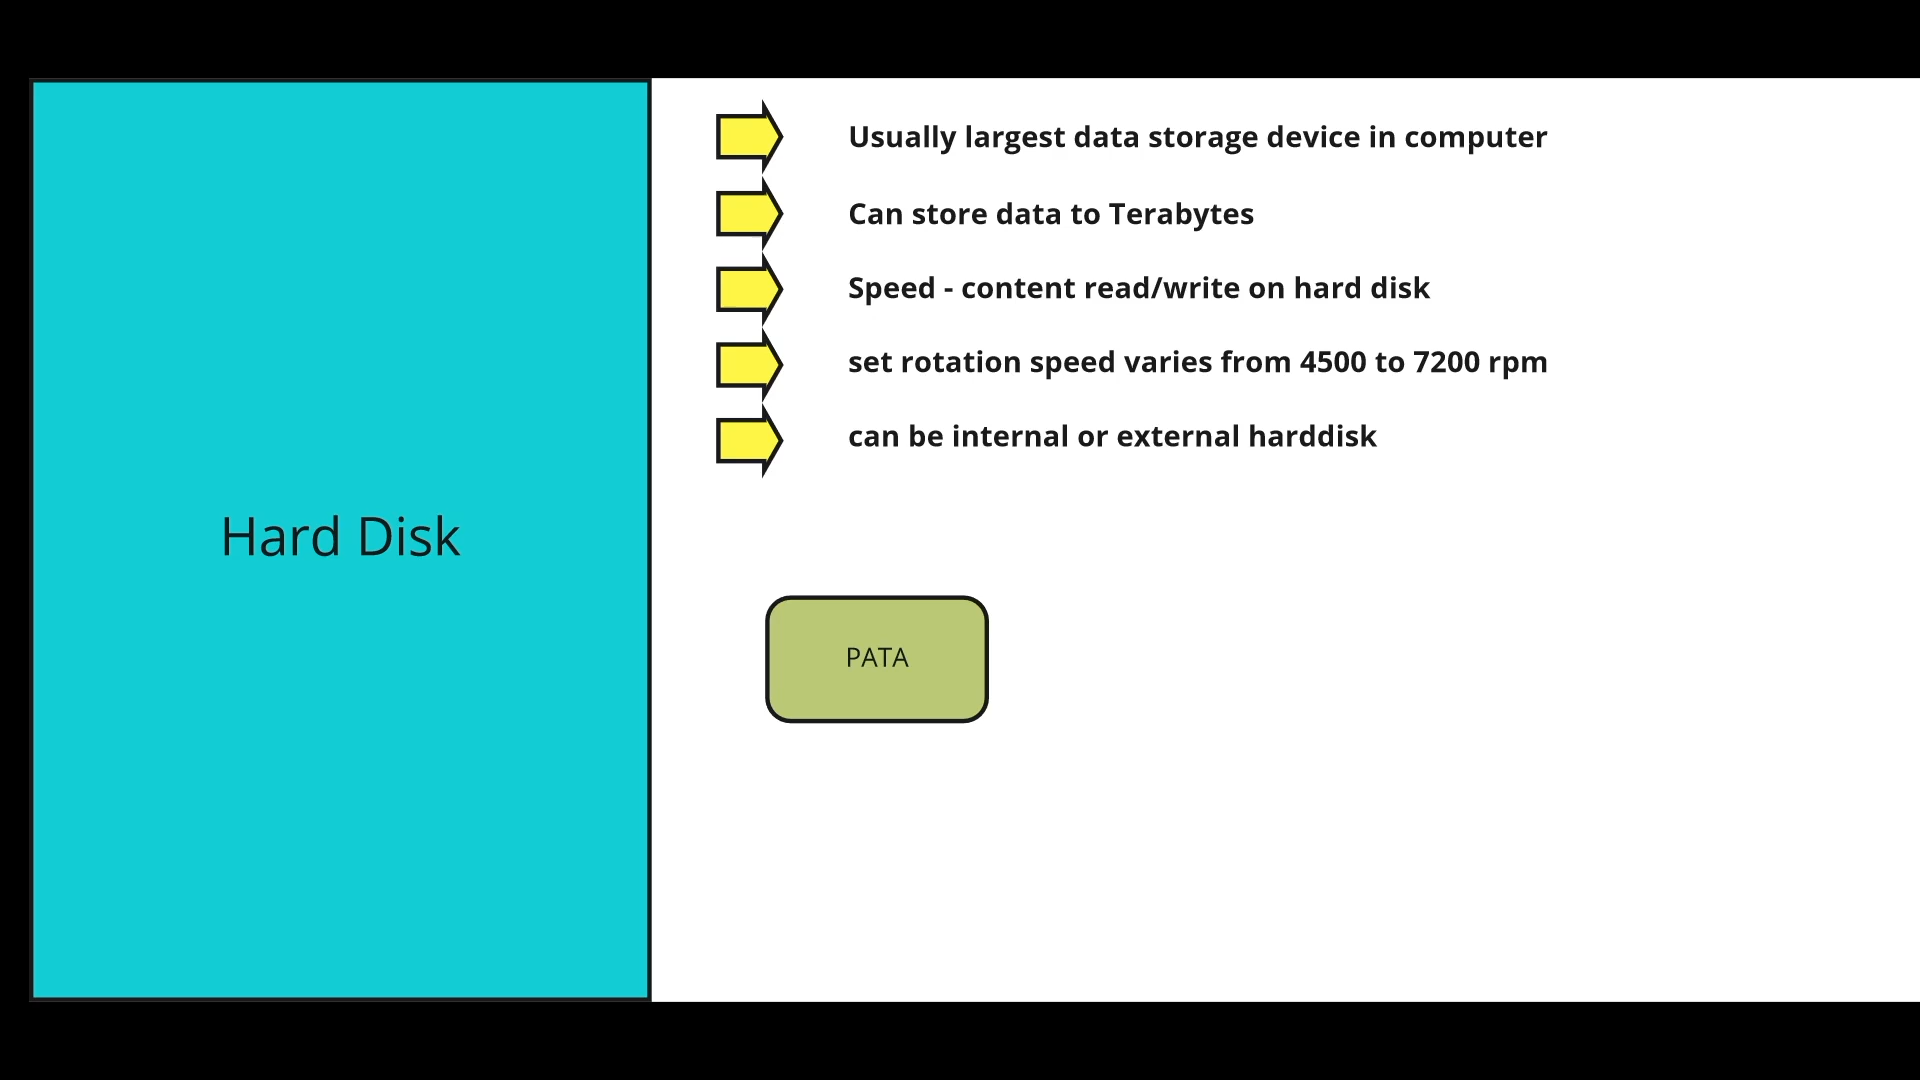 Hard Disk
Usually largest data storage device in computer
Can store data to Terabytes
Speed - content read/write on hard disk
set rotation speed varies from 4500 to 7200 rpm
can be internal or external harddisk
PATA